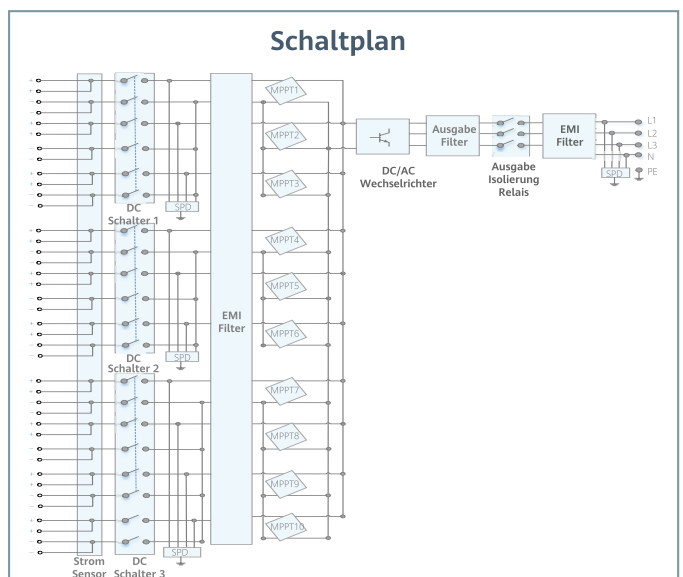 Schaltplan
MPPT1
MPPT2
MPPT3
SPD
DC
Schalter 1
MPPT4
MPPT5
MPPT6
SPD
DC
Schalter 2
EMI
Filter
MPPT7
MPPT8
MPPT9
MPPT10
SPD
Strom
Sensor
DC
Schalter 3
DC/AC
Wechselrichter
Ausgabe
Filter
Ausgabe
Isolierung
Relais
EMI
Filter
L1
L2
L3
N
SPD
PE